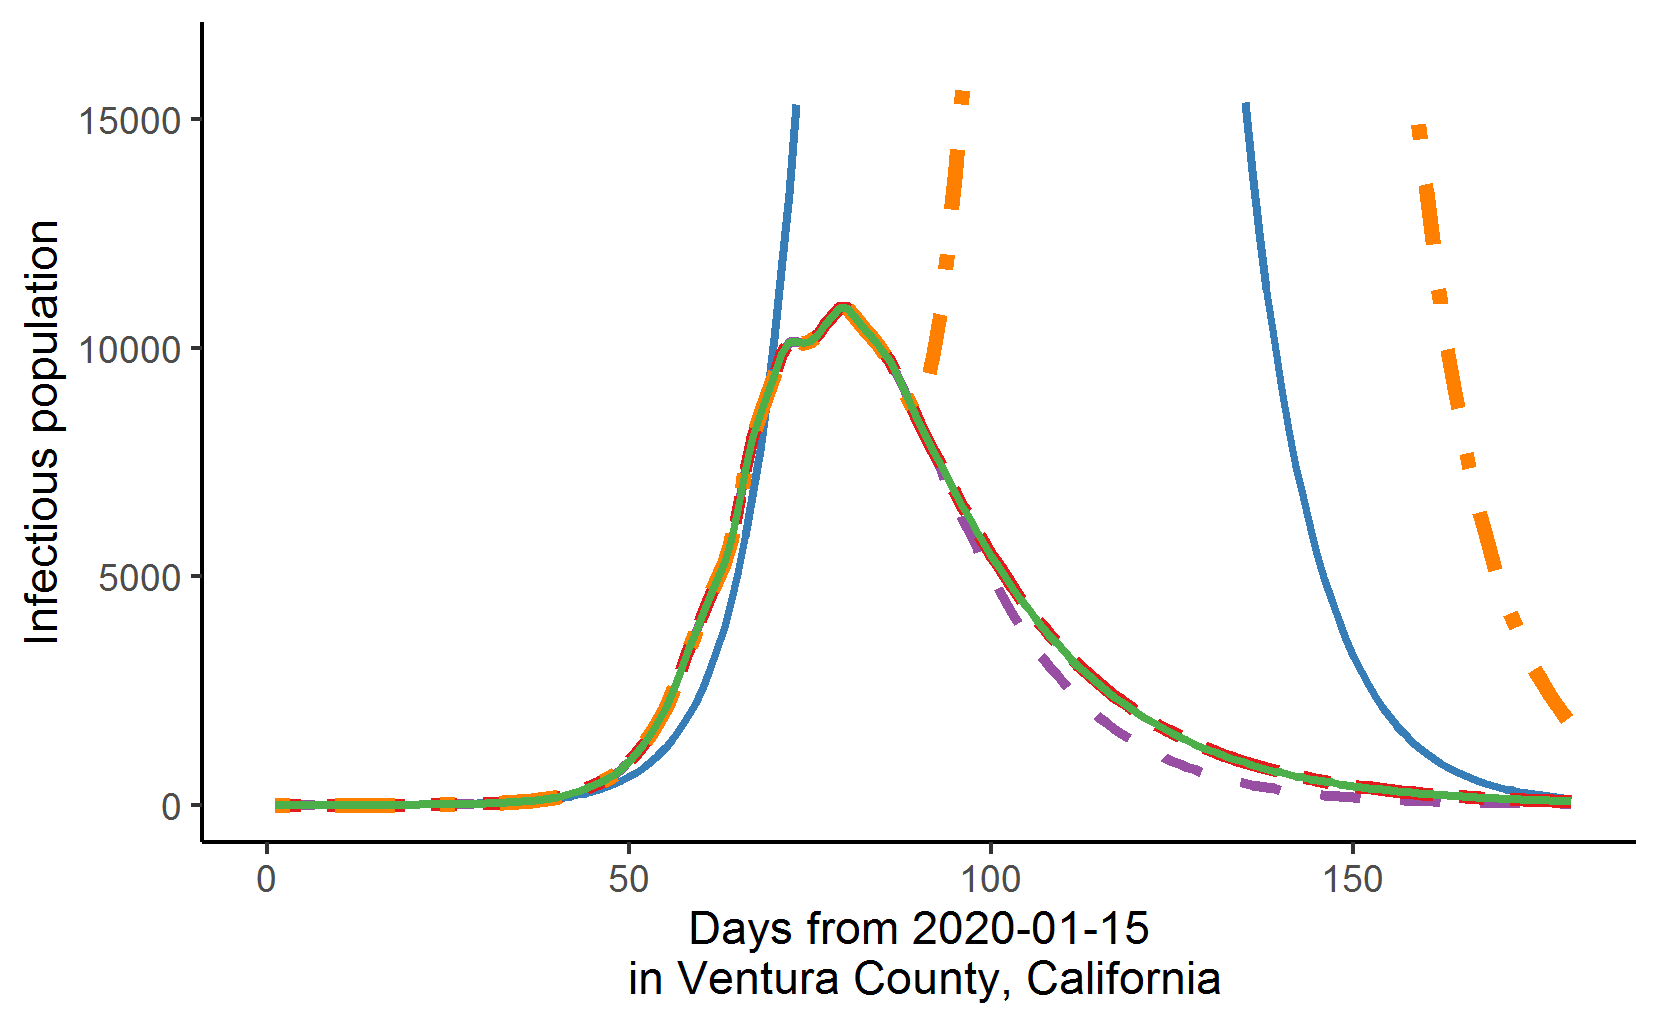 Infectious population
15000
10000
5000
0
0 50 100 150
Days from 2020-01-15
in Ventura County, California